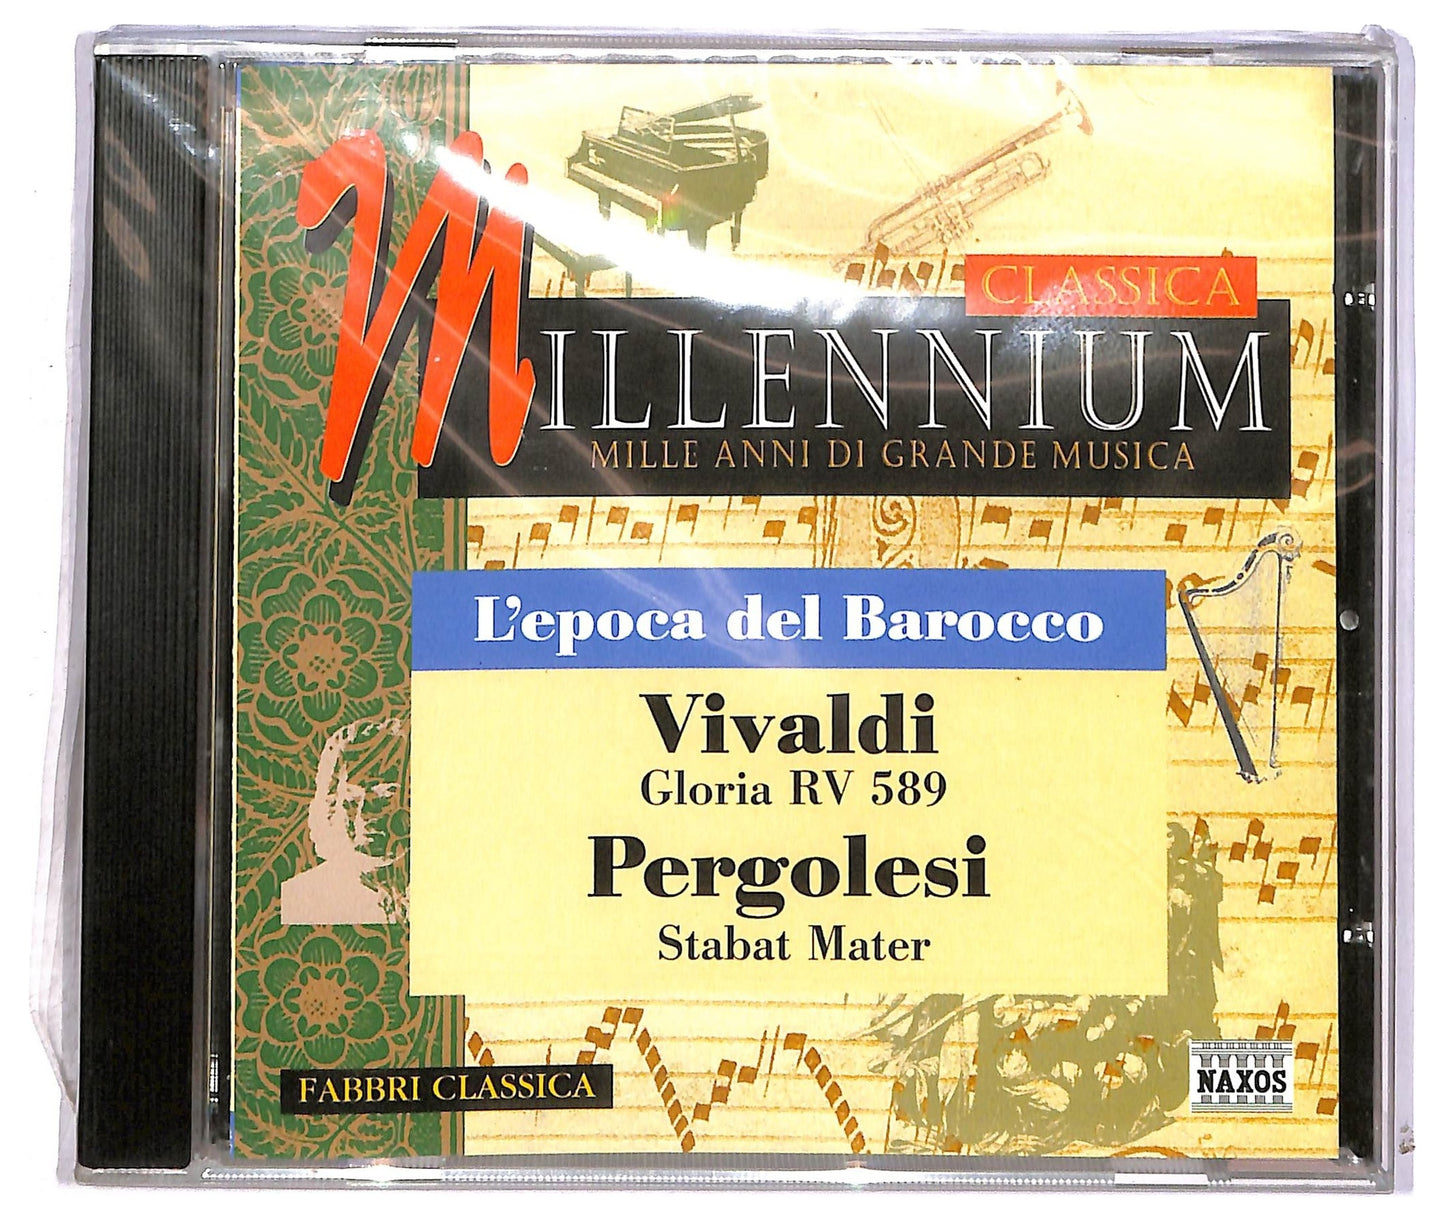 CLASSICA
MILLENNIUM
MILLE ANNI DI GRANDE MUSICA
L'epoca del Barocco
Vivaldi
Gloria RV 589
Pergolesi
Stabat Mater
FABBRI CLASSICA
NAXOS